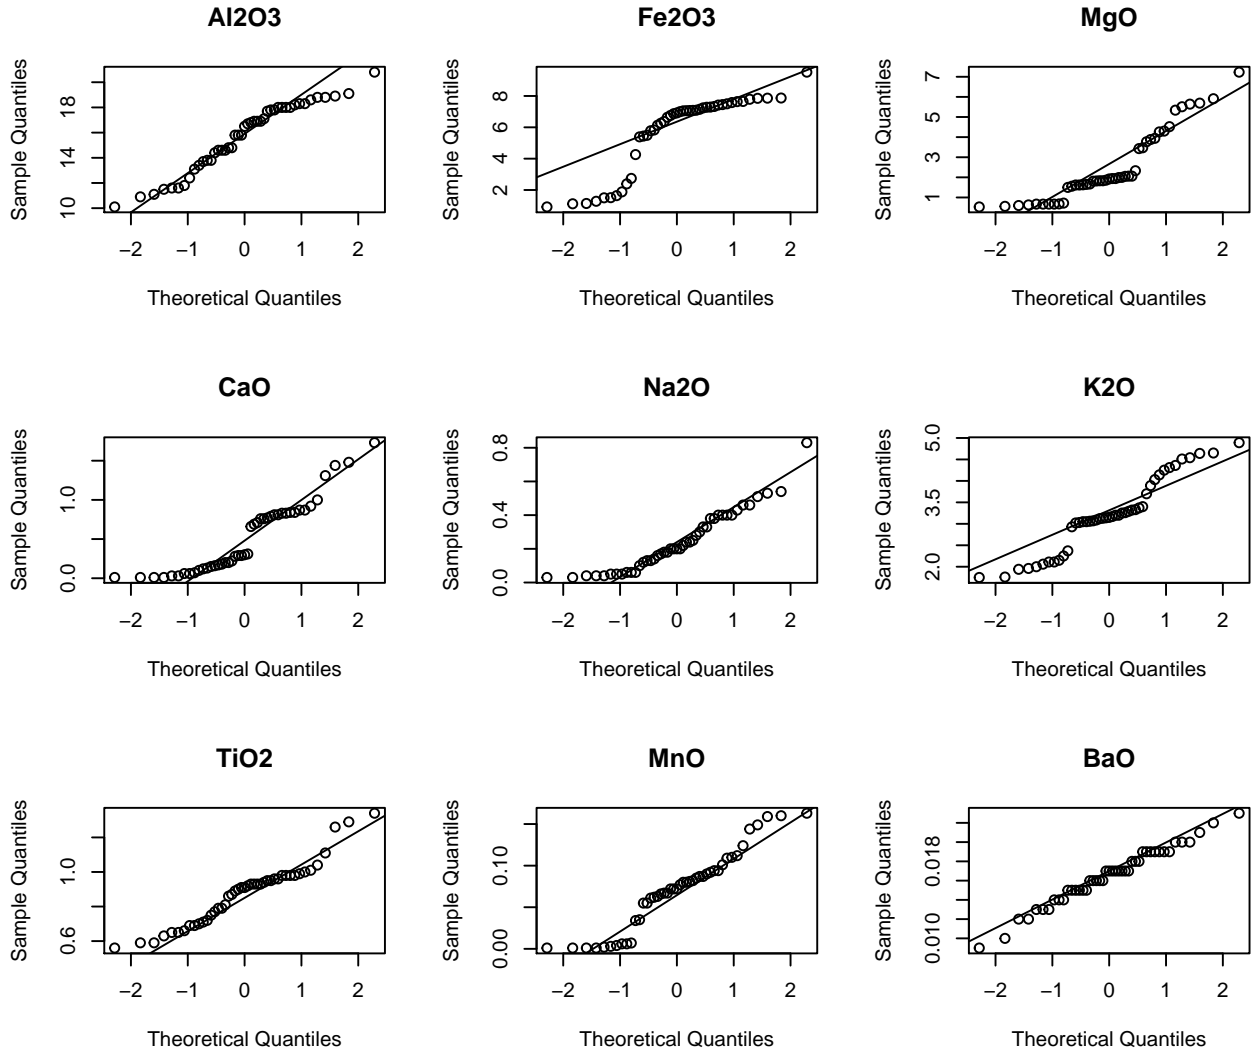 Al2O3 Fe2O3 MgO
Sample Quantiles Sample Quantiles Sample Quantiles
10 14 18 2 4 6 8 1 3 5 7
−2 −1 0 1 2 −2 −1 0 1 2 −2 −1 0 1 2
Theoretical Quantiles Theoretical Quantiles Theoretical Quantiles
CaO Na2O K2O
Sample Quantiles Sample Quantiles Sample Quantiles
0.0 1.0 0.0 0.4 0.8 2.0 3.5 5.0
−2 −1 0 1 2 −2 −1 0 1 2 −2 −1 0 1 2
Theoretical Quantiles Theoretical Quantiles Theoretical Quantiles
TiO2 MnO BaO
Sample Quantiles Sample Quantiles Sample Quantiles
0.6 1.0 0.00 0.10 0.010 0.018
−2 −1 0 1 2 −2 −1 0 1 2 −2 −1 0 1 2
Theoretical Quantiles Theoretical Quantiles Theoretical Quantiles